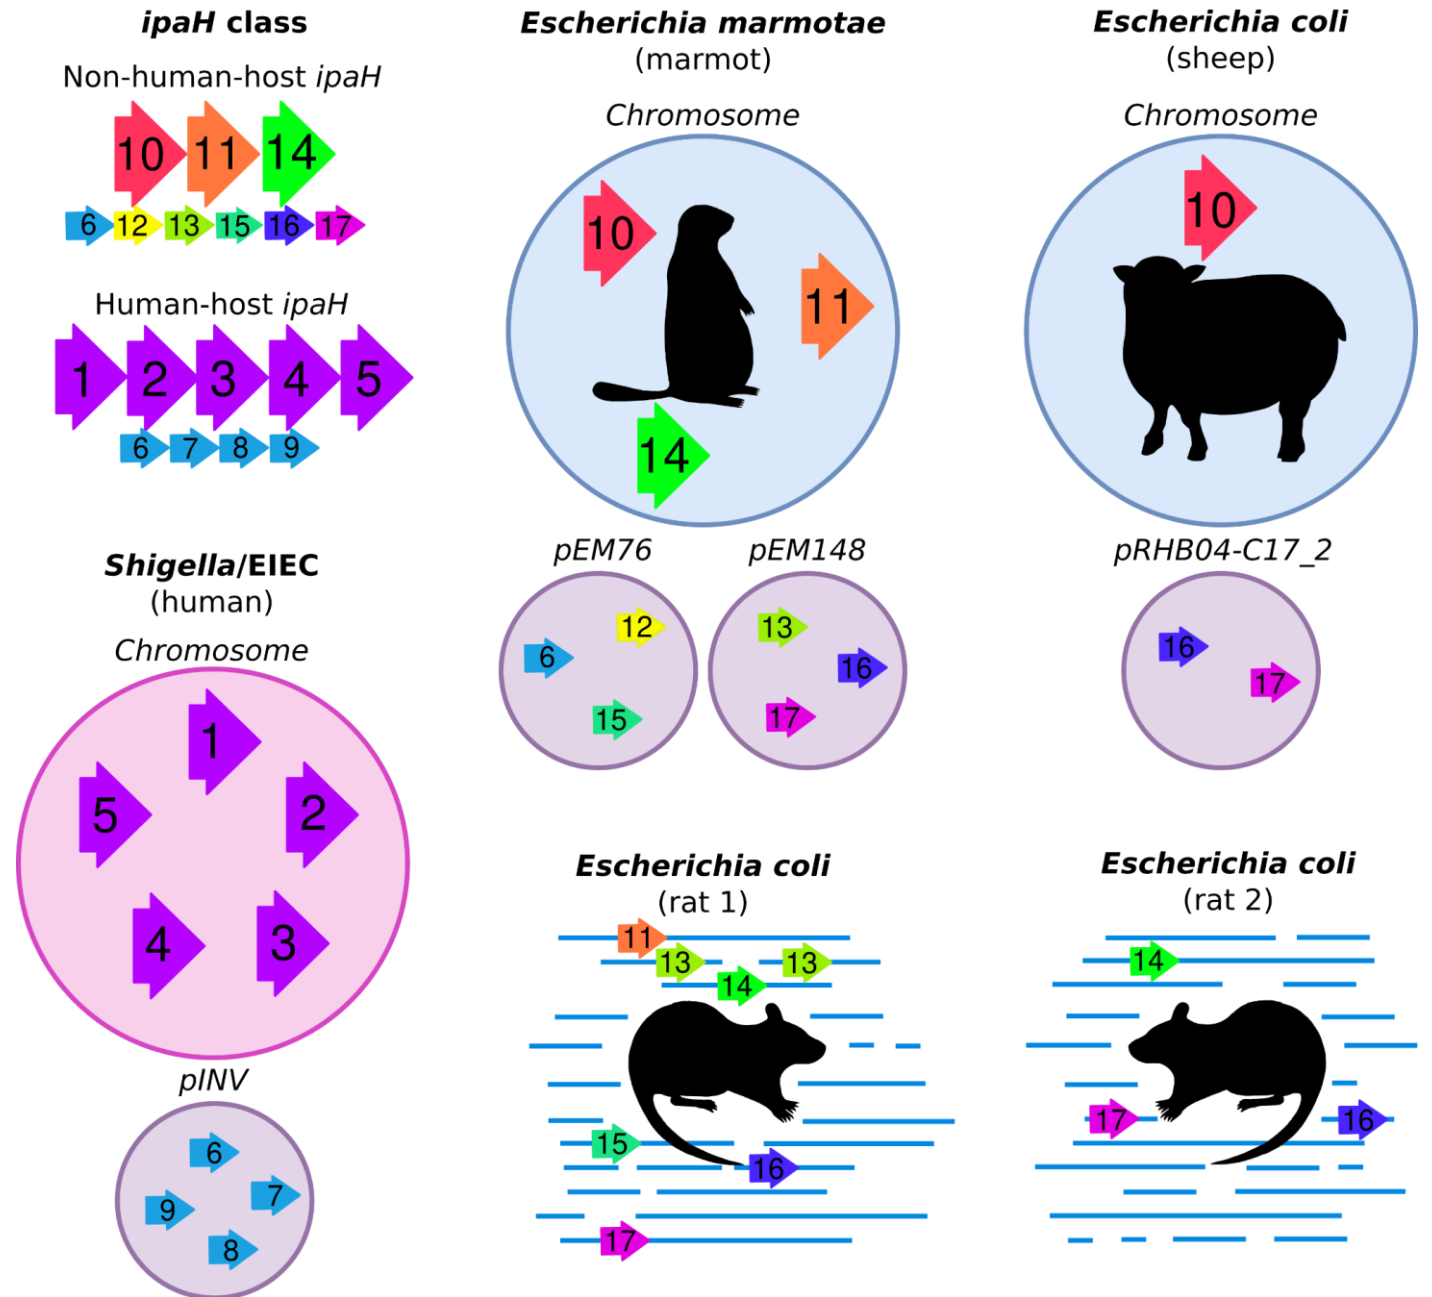 ipaH class
Non-human-host ipaH
10 11 14
6 12 13 15 16 17
Human-host ipaH
1 2 3 4 5
6 7 8 9
Shigella/EIEC
(human)
Chromosome
1
5 2
4 3
pINV
6
9 7
8
Escherichia marmotae
(marmot)
Chromosome
10
11
14
pEM76
12
6
15
pEM148
13
16
17
Escherichia coli
(sheep)
Chromosome
10
pRHB04-C17_2
16
17
Escherichia coli
(rat 1)
11
13 13
14
15
16
17
Escherichia coli
(rat 2)
14
17 16